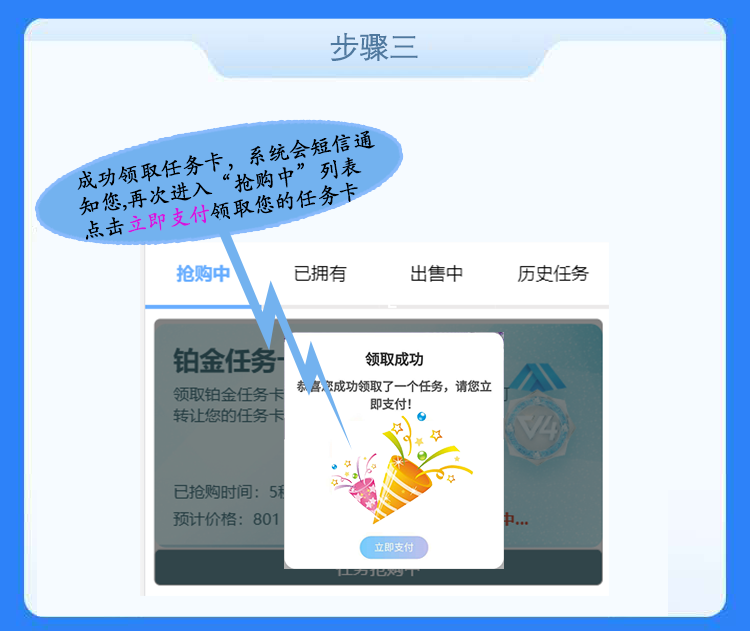 步骤三
成功领取任务卡，系统会短信通
知您,再次进入“抢购中”列表
点击立即支付领取您的任务卡
抢购中 已拥有 出售中 历史任务
铂金任务
领取铂金任务卡
转让您的任务卡
V4
领取成功
恭喜您成功领取了一个任务，请您立
即支付！
已抢购时间：5
预计价格：801
中...
立即支付
任务抢购中